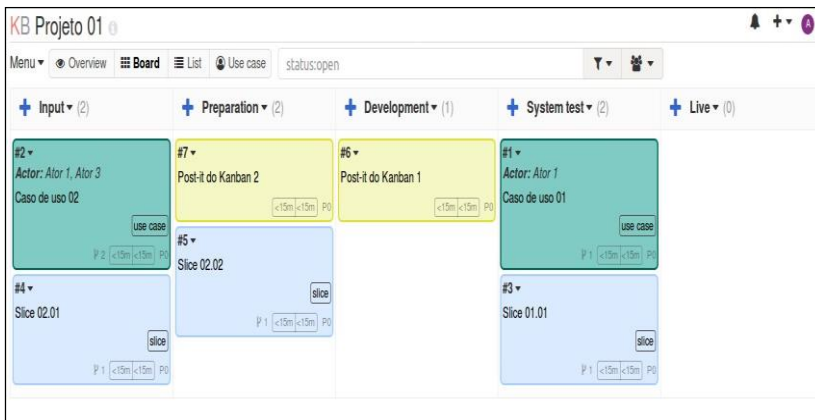 KB Projeto 01
A
Menu Overview Board List Use case status:open
Input (2) Preparation (2) Development (1) System test (2) Live (0)
#2
Actor: Ator 1, Ator 3
Caso de uso 02
use case
2 <15m <15m P0
#4
Slice 02.01
slice
1 <15m <15m P0
#7
Post-it do Kanban 2
<15m <15m P0
#5
Slice 02.02
slice
1 <15m <15m P0
#6
Post-it do Kanban 1
<15m <15m P0
#1
Actor: Ator 1
Caso de uso 01
use case
1 <15m <15m P0
#3
Slice 01.01
slice
1 <15m <15m P0